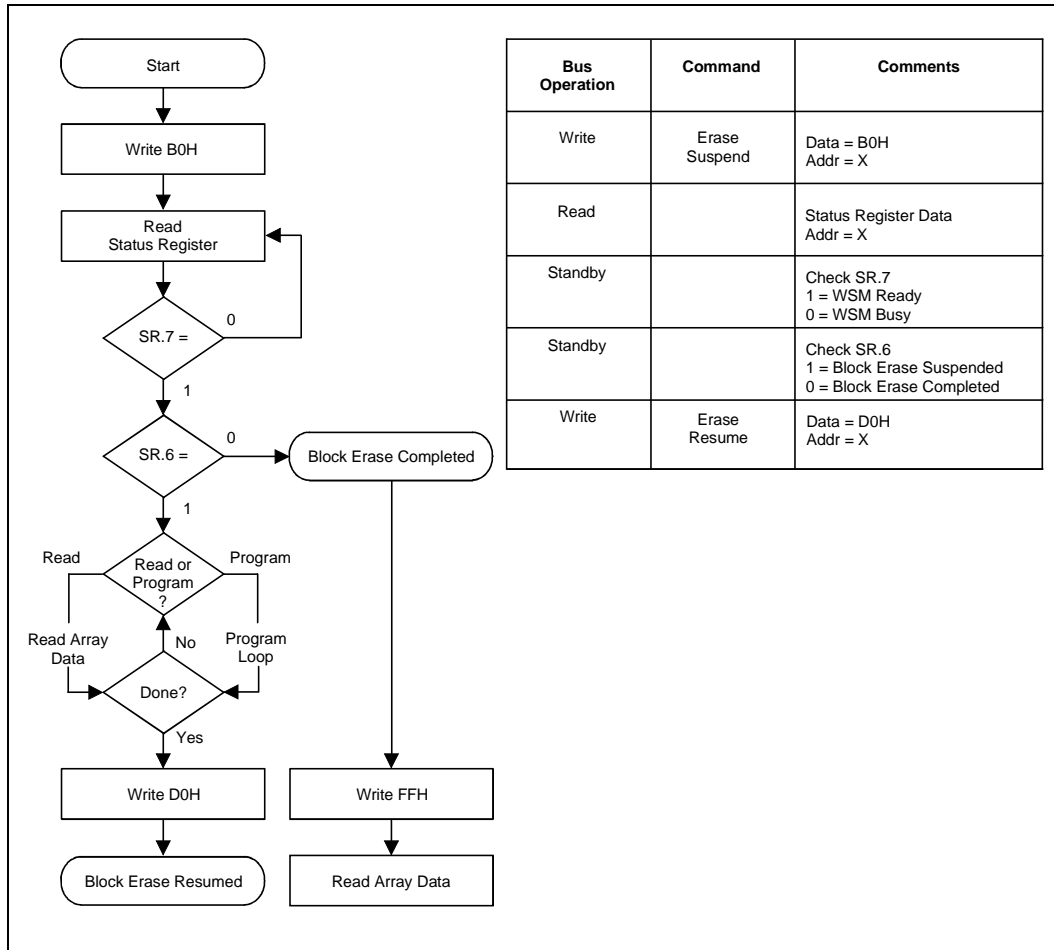 Start
Write B0H
Read
Status Register
0
SR.7 =
1
0
SR.6 =
Block Erase Completed
1
Read
Read or
Program
?
Program
Read Array
Data
No
Program
Loop
Done?
Yes
Write D0H
Write FFH
Block Erase Resumed
Read Array Data
Bus
Operation
Command
Comments
Write
Erase
Suspend
Data = B0H
Addr = X
Read
Status Register Data
Addr = X
Standby
Check SR.7
1 = WSM Ready
0 = WSM Busy
Standby
Check SR.6
1 = Block Erase Suspended
0 = Block Erase Completed
Write
Erase
Resume
Data = D0H
Addr = X